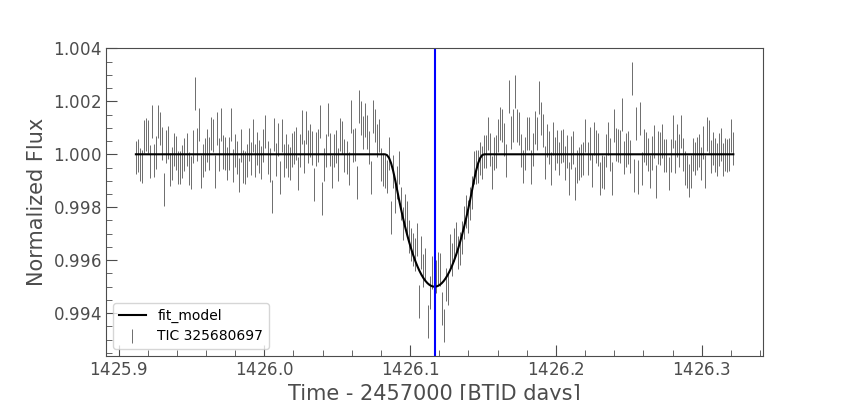 1.004
1.002
1.000
0.998
0.996
0.994
Normalized Flux
fit_model
TIC 325680697
1425.9 1426.0 1426.1 1426.2 1426.3
Time - 2457000 [BTJD days]